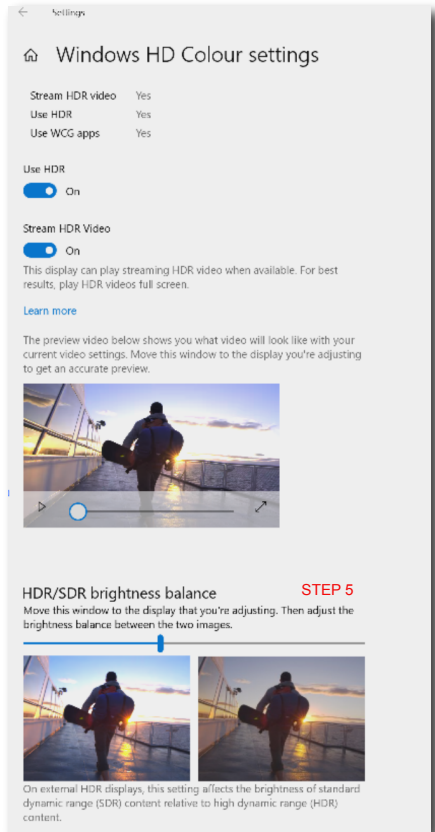 Settings
Windows HD Colour settings
Stream HDR video Yes
Use HDR Yes
Use WCG apps Yes
Use HDR
On
Stream HDR Video
On
This display can play streaming HDR video when available. For best
results, play HDR videos full screen.
Learn more
The preview video below shows you what video will look like with your
current video settings. Move this window to the display you're adjusting
to get an accurate preview.
HDR/SDR brightness balance STEP 5
Move this window to the display that you're adjusting. Then adjust the
brightness balance between the two images.
On external HDR displays, this setting affects the brightness of standard
dynamic range (SDR) content relative to high dynamic range (HDR)
content.